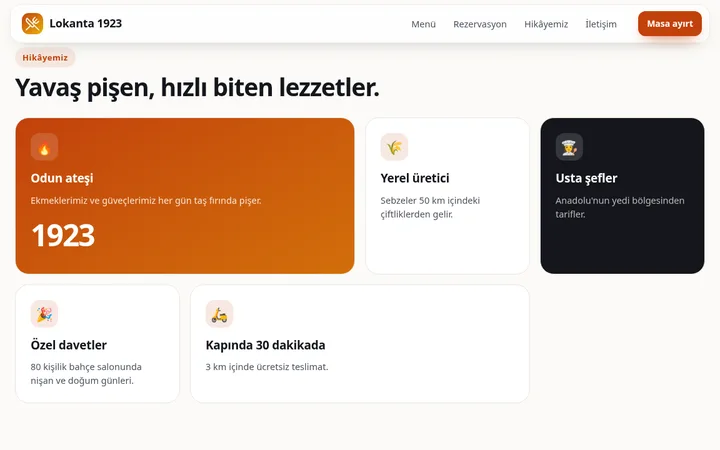 Lokanta 1923
Menü
Rezervasyon
Hikâyemiz
İletişim
Masa ayırt
Hikâyemiz
Yavaş pişen, hızlı biten lezzetler.
Odun ateşi
Ekmeklerimiz ve güveçlerimiz her gün taş fırında pişer.
1923
Yerel üretici
Sebzeler 50 km içindeki
çiftliklerden gelir.
Usta şefler
Anadolu'nun yedi bölgesinden
tarifler.
Özel davetler
80 kişilik bahçe salonunda
nişan ve doğum günleri.
Kapında 30 dakikada
3 km içinde ücretsiz teslimat.